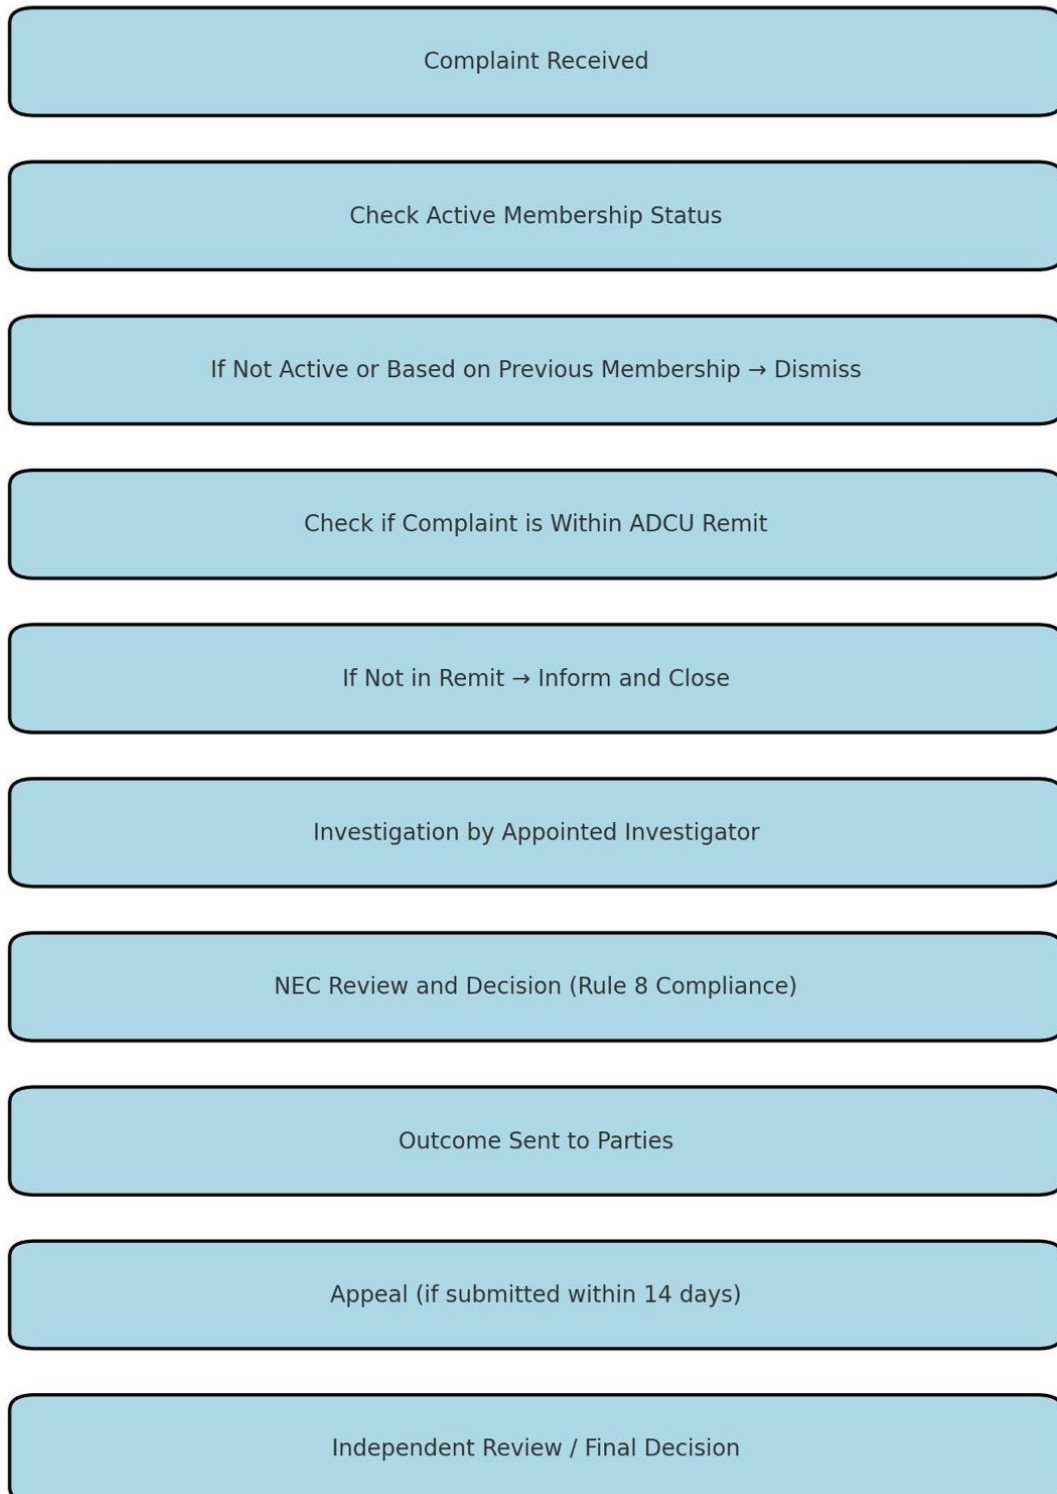 Complaint Received
Check Active Membership Status
If Not Active or Based on Previous Membership → Dismiss
Check if Complaint is Within ADCU Remit
If Not in Remit → Inform and Close
Investigation by Appointed Investigator
NEC Review and Decision (Rule 8 Compliance)
Outcome Sent to Parties
Appeal (if submitted within 14 days)
Independent Review / Final Decision